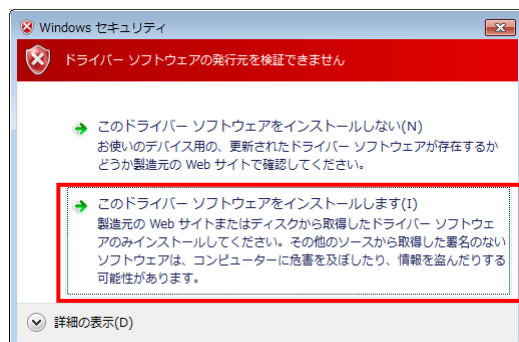 Windows セキュリティ
ドライバー ソフトウェアの発行元を検証できません
このドライバー ソフトウェアをインストールしない(N)
お使いのデバイス用の、更新されたドライバー ソフトウェアが存在するか
どうか製造元の Web サイトで確認してください。
このドライバー ソフトウェアをインストールします(I)
製造元の Web サイトまたはディスクから取得したドライバー ソフトウェ
アのみインストールしてください。その他のソースから取得した署名のない
ソフトウェアは、コンピューターに危害を及ぼしたり、情報を盗んだりする
可能性があります。
詳細の表示(D)